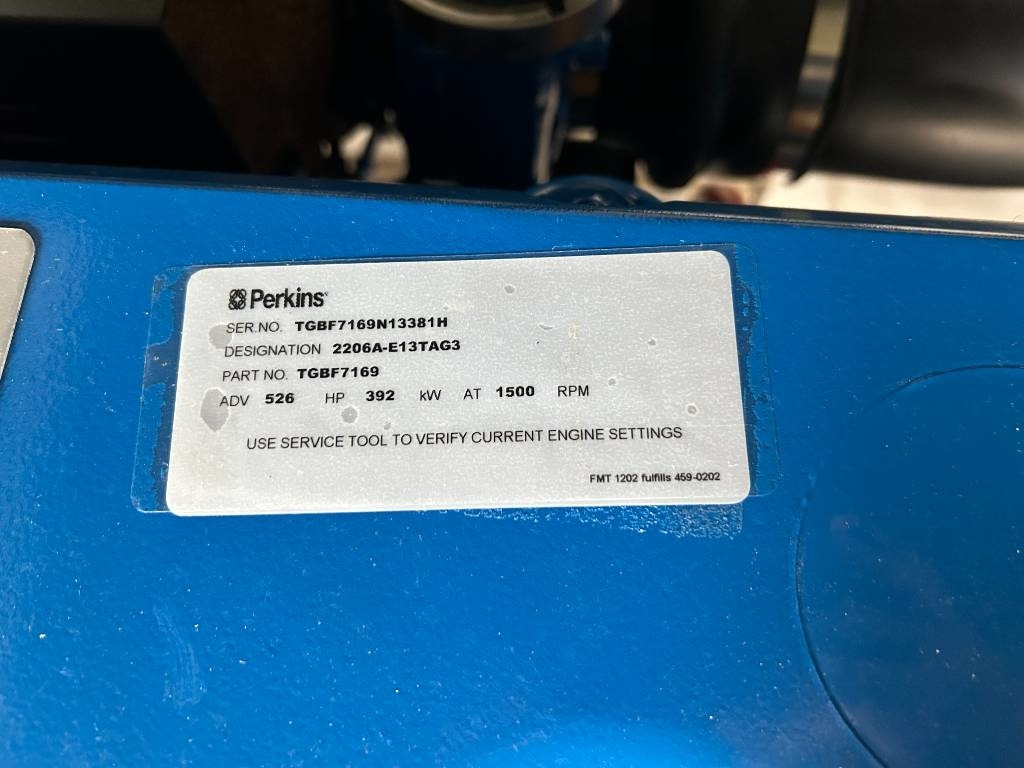 Perkins
SER.NO. TGBF7169N13381H
DESIGNATION 2206A-E13TAG3
PART NO. TGBF7169
ADV 526 HP 392 kW AT 1500 RPM
USE SERVICE TOOL TO VERIFY CURRENT ENGINE SETTINGS
FMT 1202 fulfills 459-0202